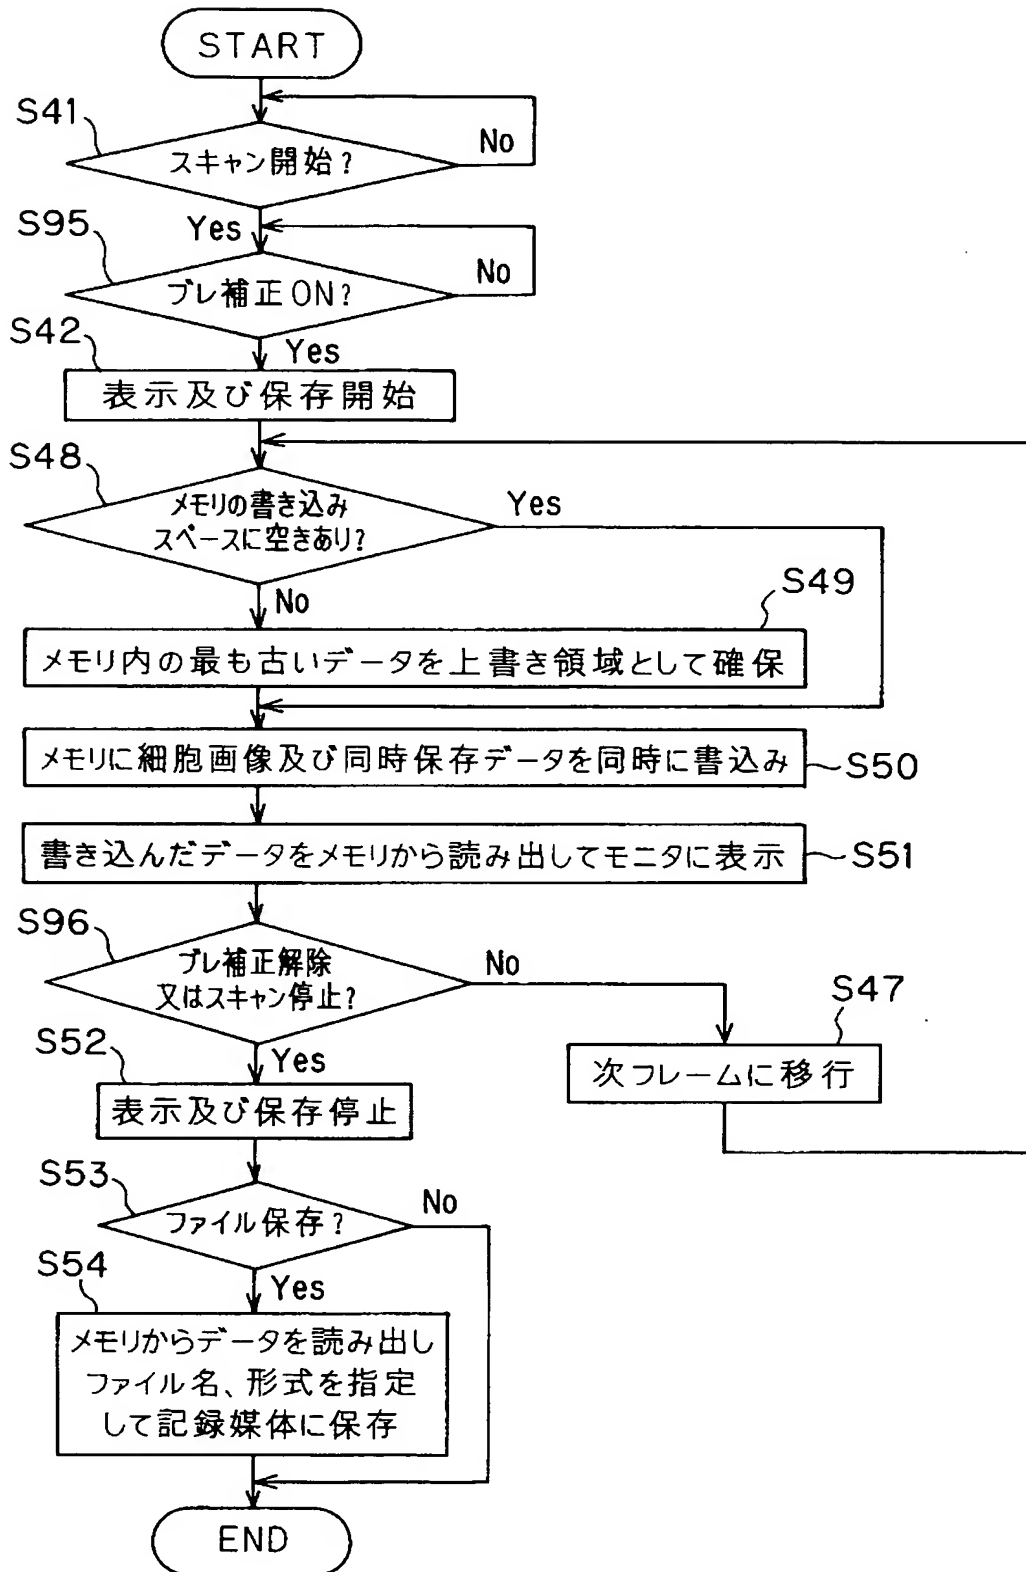 START
S41
スキャン開始?
No
Yes
S95
ブレ補正ON?
No
Yes
S42
表示及び保存開始
S48
メモリの書き込み
スペースに空きあり?
Yes
No
S49
メモリ内の最も古いデータを上書き領域として確保
メモリに細胞画像及び同時保存データを同時に書込み
S50
書き込んだデータをメモリから読み出してモニタに表示
S51
S96
ブレ補正解除
又はスキャン停止?
No
Yes
S47
次フレームに移行
S52
表示及び保存停止
S53
ファイル保存?
No
Yes
S54
メモリからデータを読み出し
ファイル名、形式を指定
して記録媒体に保存
END